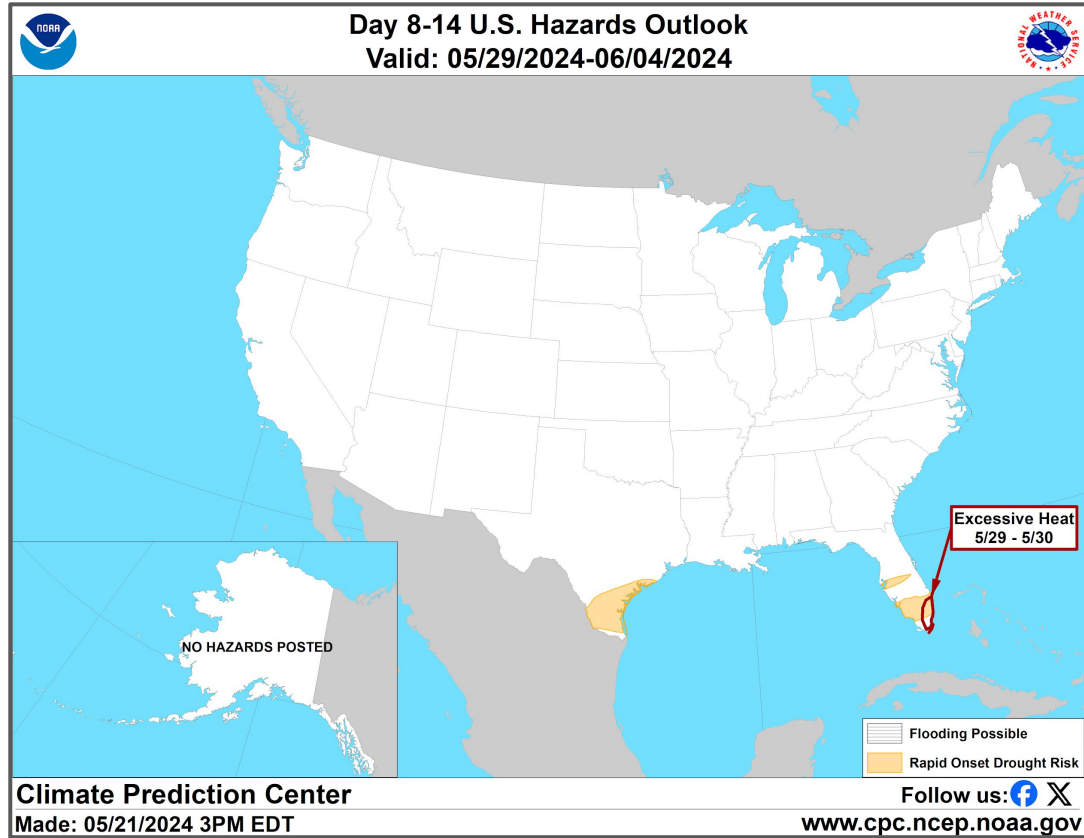 NOAA
Day 8-14 U.S. Hazards Outlook
Valid: 05/29/2024-06/04/2024
NATIONAL WEATHER SERVICE
Excessive Heat
5/29 - 5/30
NO HAZARDS POSTED
Flooding Possible
Rapid Onset Drought Risk
Climate Prediction Center
Follow us:
Made: 05/21/2024 3PM EDT
www.cpc.ncep.noaa.gov